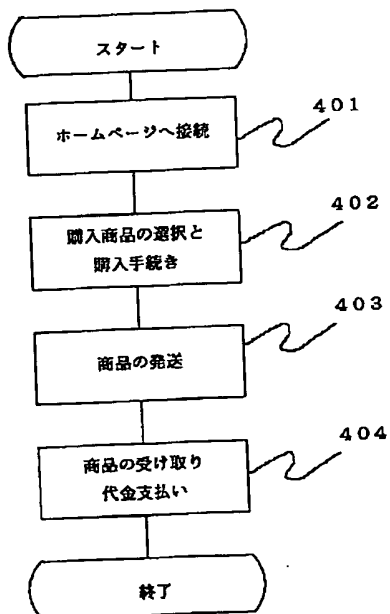 スタート
ホームページへ接続
401
購入商品の選択と
購入手続き
402
商品の発送
403
商品の受け取り
代金支払い
404
終了